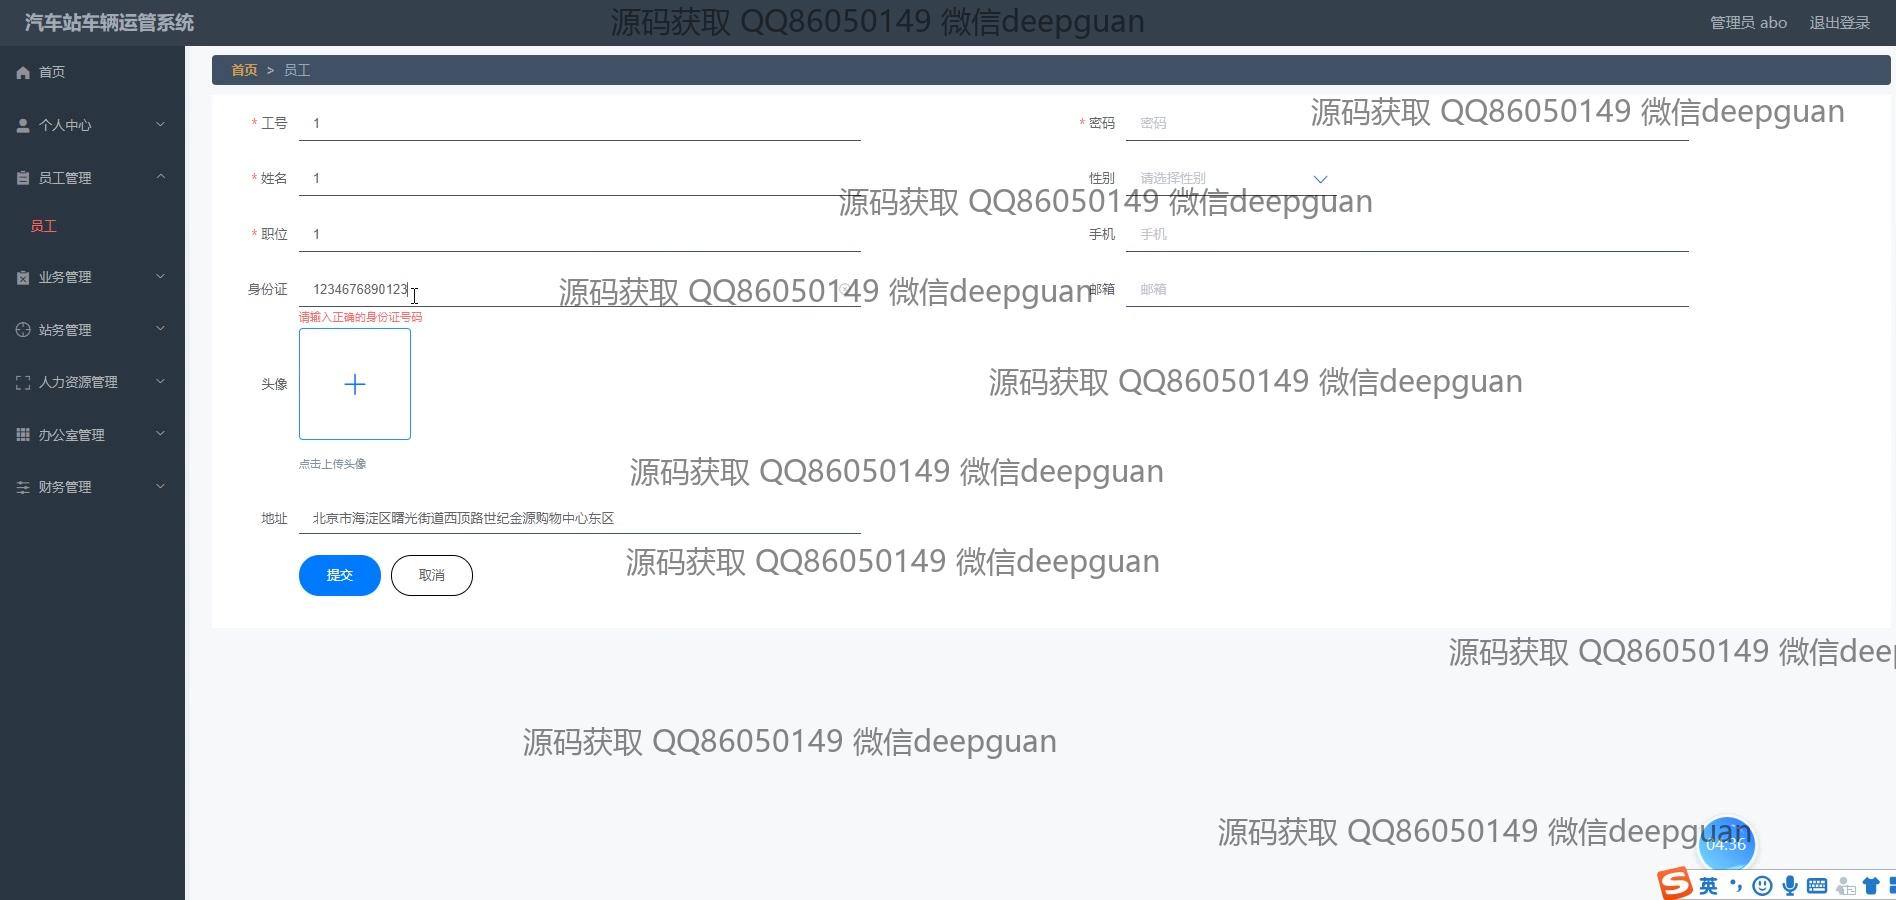 汽车站车辆运管系统
源码获取 QQ86050149 微信deepguan
管理员 abo
退出登录
首页
个人中心
员工管理
员工
业务管理
站务管理
人力资源管理
办公室管理
财务管理
首页 > 员工
源码获取 QQ86050149 微信deepguan
* 工号 1
* 密码 密码
* 姓名 1
性别 请选择性别
源码获取 QQ86050149 微信deepguan
* 职位 1
手机 手机
身份证 1234676890123
源码获取 QQ86050149 微信deepguan
邮箱 邮箱
请输入正确的身份证号码
头像
源码获取 QQ86050149 微信deepguan
点击上传头像
源码获取 QQ86050149 微信deepguan
地址 北京市海淀区曙光街道西顶路世纪金源购物中心东区
提交
取消
源码获取 QQ86050149 微信deepguan
源码获取 QQ86050149 微信deep
源码获取 QQ86050149 微信deepguan
源码获取 QQ86050149 微信deepguan
04:36
英